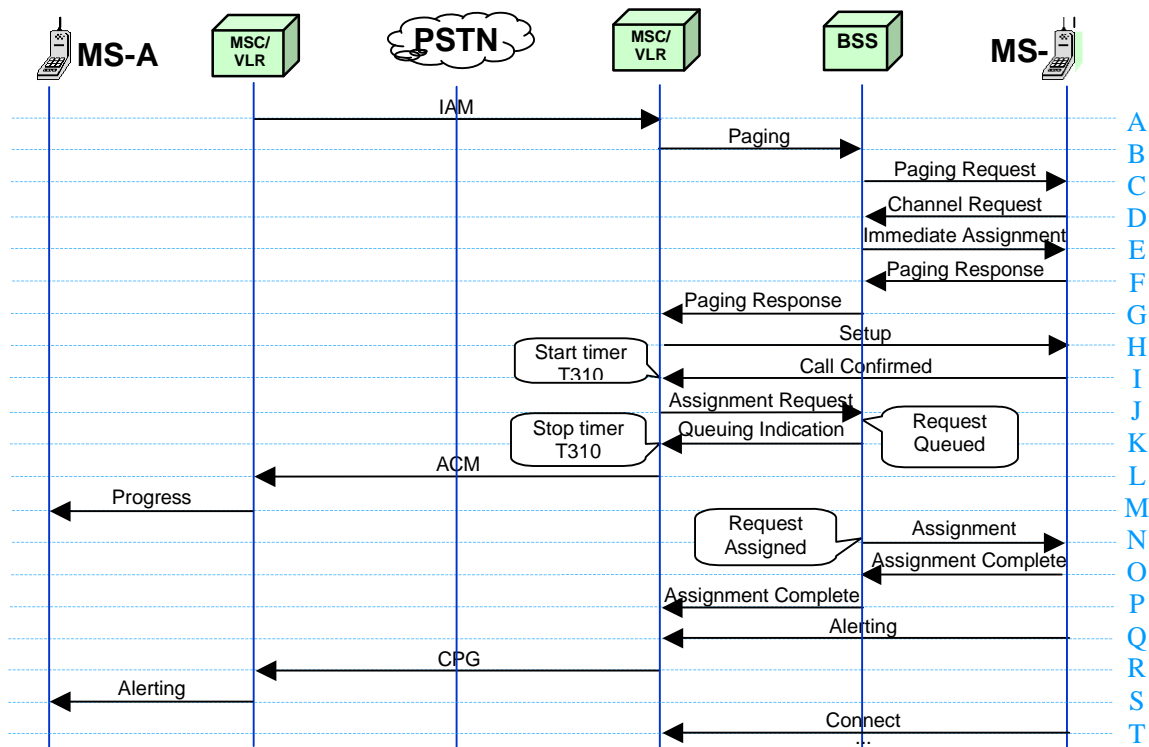 MS-A
MSC/
VLR
PSTN
MSC/
VLR
BSS
MS-
IAM
A
Paging
B
Paging Request
C
Channel Request
D
Immediate Assignment
E
Paging Response
F
Paging Response
G
Setup
H
Start timer
T310
Call Confirmed
I
Assignment Request
J
Request
Queued
Stop timer
T310
Queuing Indication
K
ACM
L
Progress
M
Request
Assigned
Assignment
N
Assignment Complete
O
Assignment Complete
P
Alerting
Q
CPG
R
Alerting
S
Connect
T
...